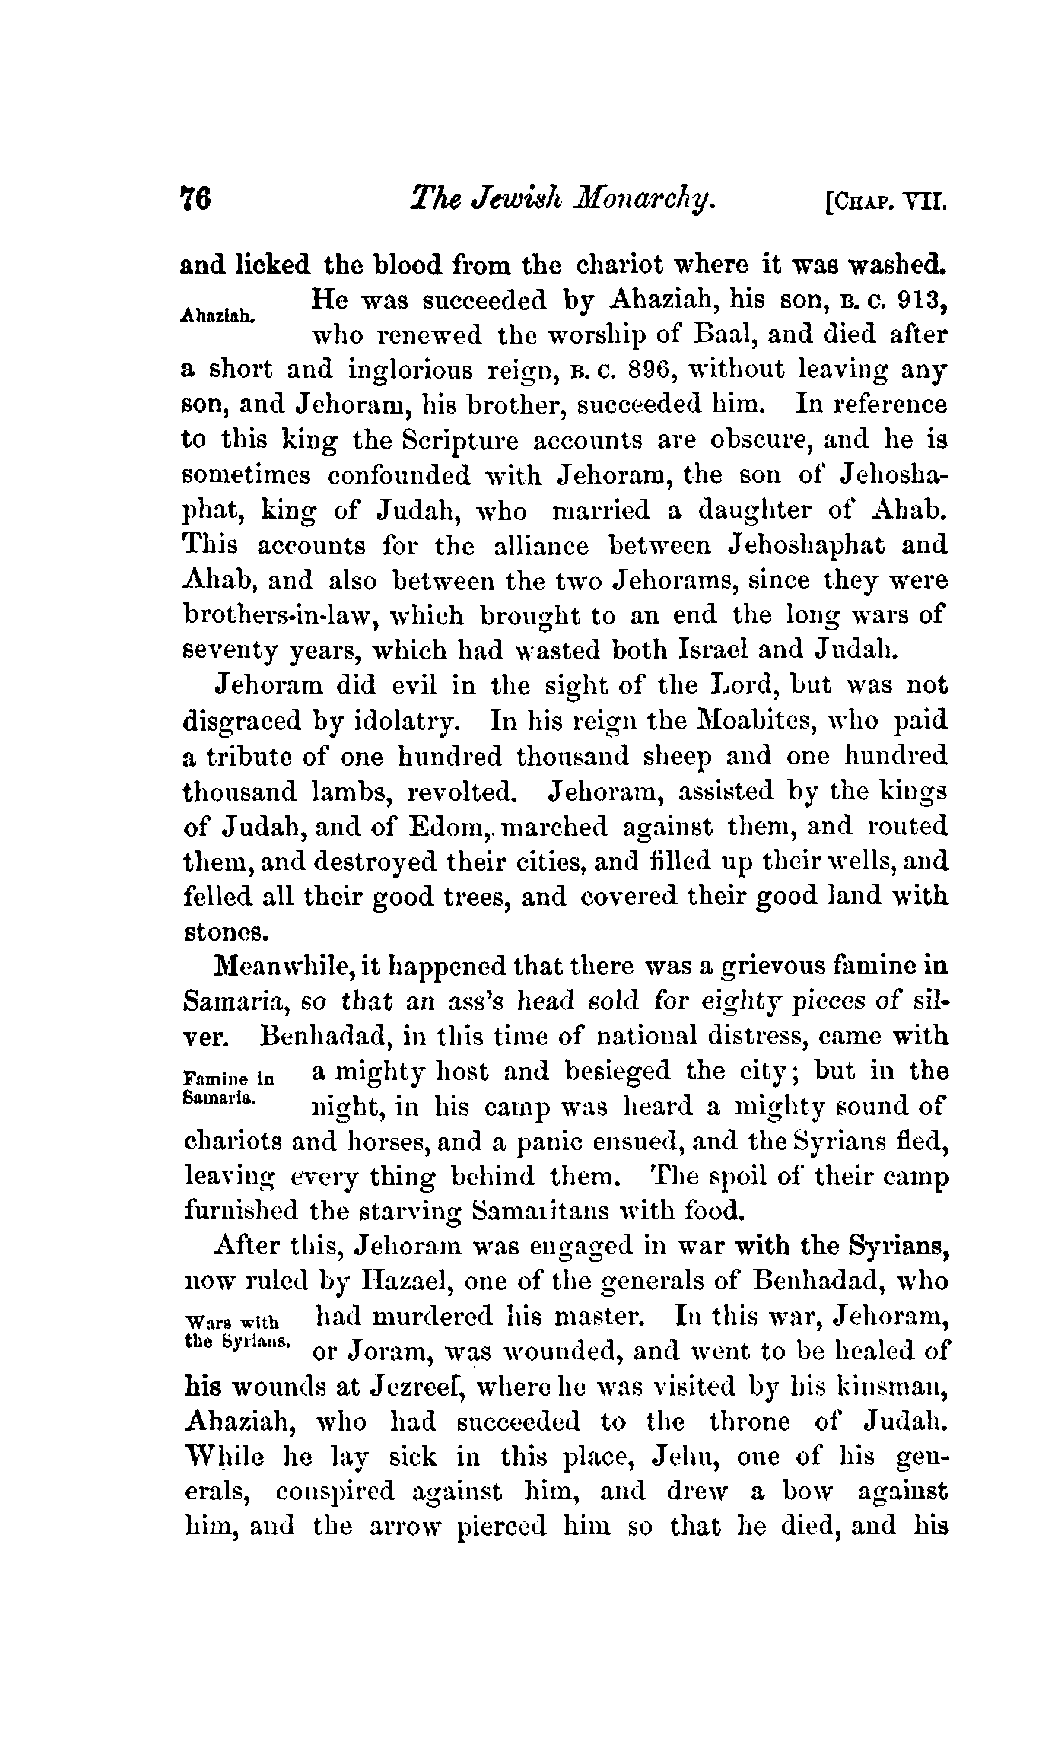 76 The Jewish Monarchy. [CHAP. VII.
and licked the blood from the chariot where it was washed.
He was succeeded by Ahaziah, his son, B. C. 913,
Ahaziah.
who renewed the worship of Baal, and died after
a short and inglorious reign, B. C. 896, without leaving any
son, and Jehoram, his brother, succeeded him. In reference
to this king the Scripture accounts are obscure, and he is
sometimes confounded with Jehoram, the son of Jehosha-
phat, king of Judah, who married a daughter of Ahab.
This accounts for the alliance between Jehoshaphat and
Ahab, and also between the two Jehorams, since they were
brothers-in-law, which brought to an end the long wars of
seventy years, which had wasted both Israel and Judah.
Jehoram did evil in the sight of the Lord, but was not
disgraced by idolatry. In his reign the Moabites, who paid
a tribute of one hundred thousand sheep and one hundred
thousand lambs, revolted. Jehoram, assisted by the kings
of Judah, and of Edom, marched against them, and routed
them, and destroyed their cities, and filled up their wells, and
felled all their good trees, and covered their good land with
stones.
Meanwhile, it happened that there was a grievous famine in
Samaria, so that an ass's head sold for eighty pieces of sil-
ver. Benhadad, in this time of national distress, came with
Famine in a mighty host and besieged the city; but in the
Samaria. night, in his camp was heard a mighty sound of
chariots and horses, and a panic ensued, and the Syrians fled,
leaving every thing behind them. The spoil of their camp
furnished the starving Samaritans with food.
After this, Jehoram was engaged in war with the Syrians,
now ruled by Hazael, one of the generals of Benhadad, who
Wars with had murdered his master. In this war, Jehoram,
the Syrians. or Joram, was wounded, and went to be healed of
his wounds at Jezreel, where he was visited by his kinsman,
Ahaziah, who had succeeded to the throne of Judah.
While he lay sick in this place, Jehu, one of his gen-
erals, conspired against him, and drew a bow against
him, and the arrow pierced him so that he died, and his